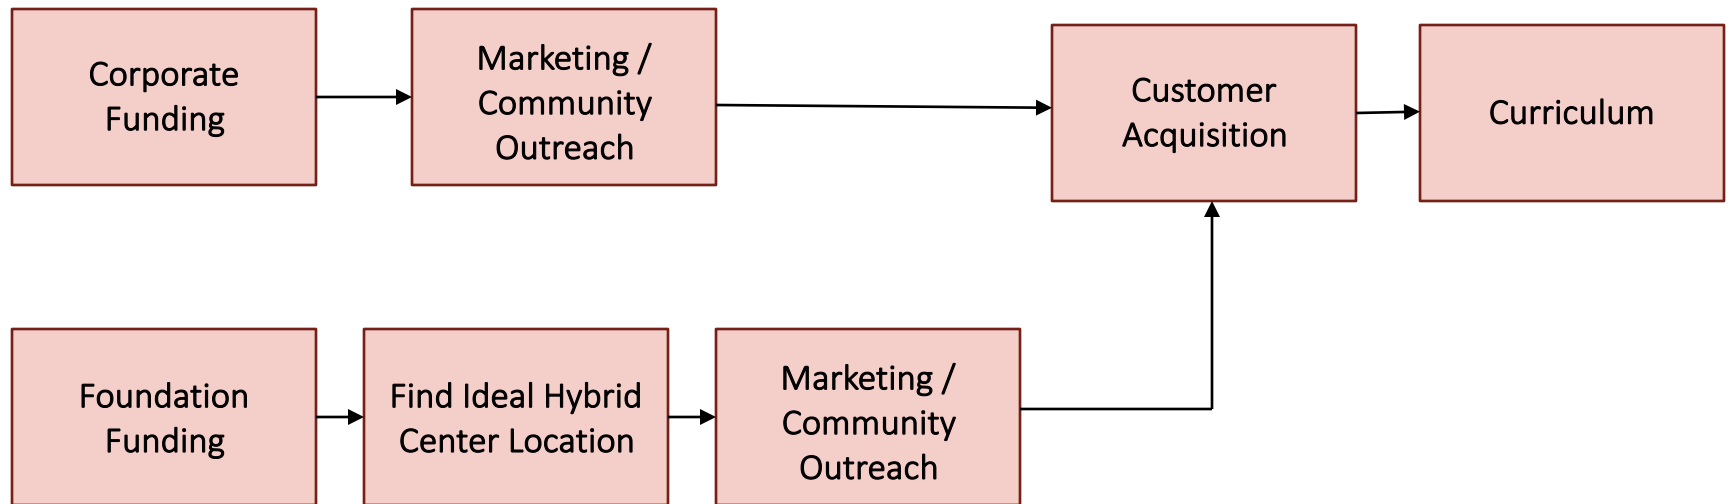 Corporate
Funding
Marketing /
Community
Outreach
Customer
Acquisition
Curriculum
Foundation
Funding
Find Ideal Hybrid
Center Location
Marketing /
Community
Outreach